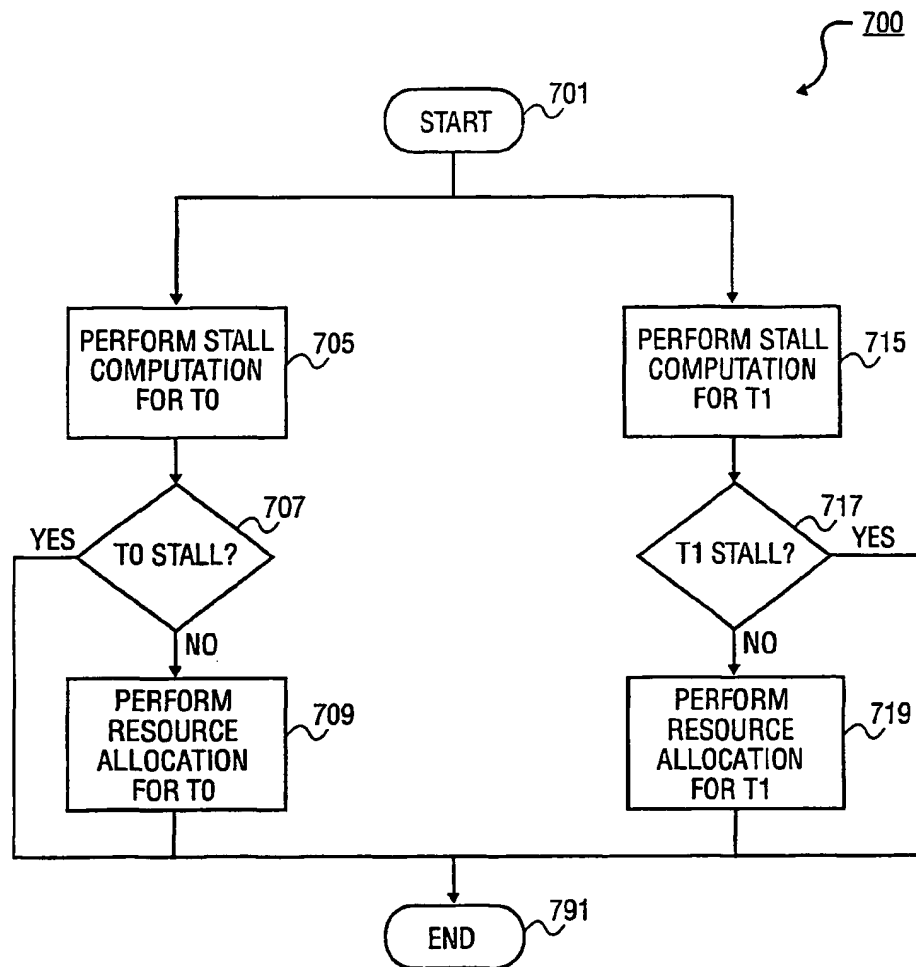 700
START
701
PERFORM STALL
COMPUTATION
FOR T0
705
PERFORM STALL
COMPUTATION
FOR T1
715
YES
T0 STALL?
707
NO
T1 STALL?
717
YES
NO
PERFORM
RESOURCE
ALLOCATION
FOR T0
709
PERFORM
RESOURCE
ALLOCATION
FOR T1
719
END
791